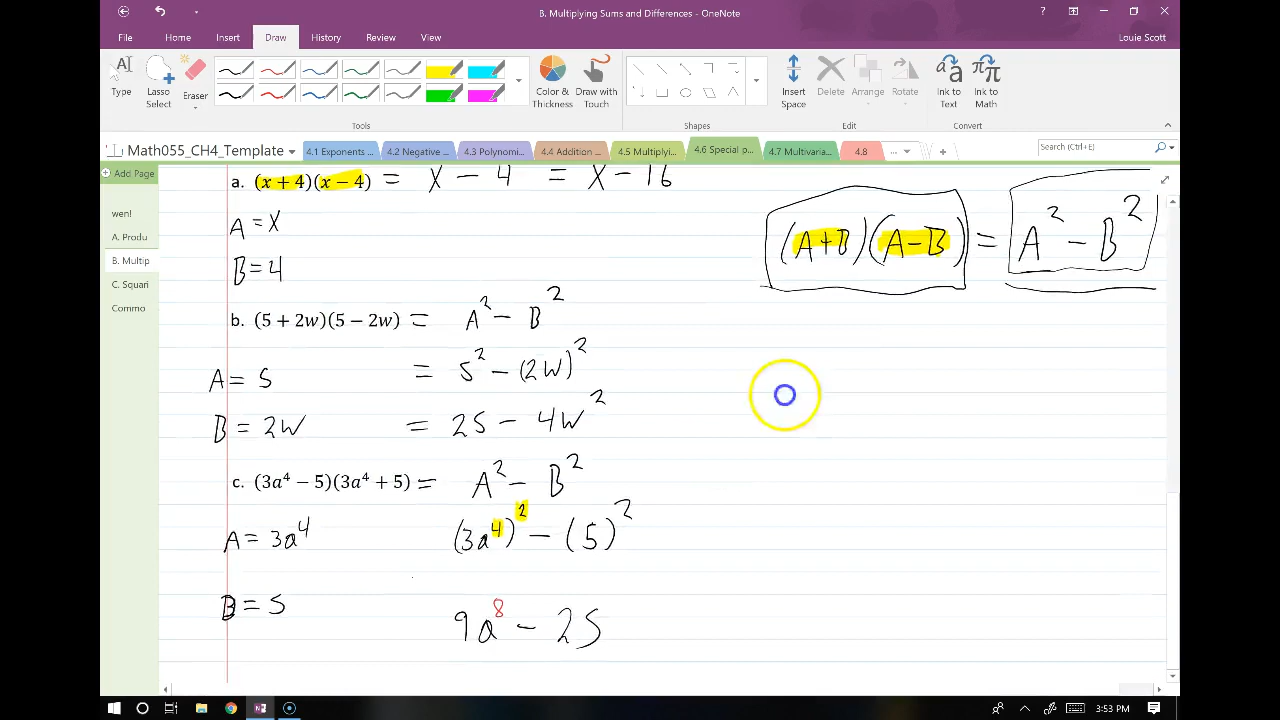 B. Multiplying Sums and Differences - OneNote
Louie Scott
File Home Insert Draw History Review View
Type Lasso Select Eraser Color & Thickness Draw with Touch Insert Space Delete Arrange Rotate Ink to Text Ink to Math
Tools Shapes Edit Convert
Math055_CH4_Template 4.1 Exponents ... 4.2 Negative ... 4.3 Polynomi... 4.4 Addition ... 4.5 Multiplyi... 4.6 Special p... 4.7 Multivaria... 4.8 ... Search (Ctrl+E)
Add Page
wen!
A. Produ
B. Multip
C. Squari
Commo
a. (x + 4)(x − 4) = x − 4 = x − 16
A = x
B = 4
(A+B)(A−B) = A² − B²
b. (5 + 2w)(5 − 2w) = A² − B²
A = 5 = 5² − (2w)²
B = 2w = 25 − 4w²
c. (3a⁴ − 5)(3a⁴ + 5) = A² − B²
A = 3a⁴ (3a⁴)² − (5)²
B = 5 9a⁸ − 25
3:53 PM